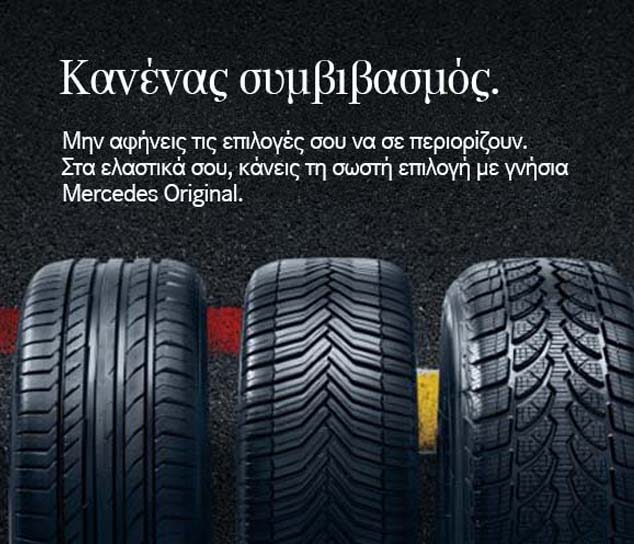 Κανένας συμβιβασμός.
Μην αφήνεις τις επιλογές σου να σε περιορίζουν.
Στα ελαστικά σου, κάνεις τη σωστή επιλογή με γνήσια
Mercedes Original.